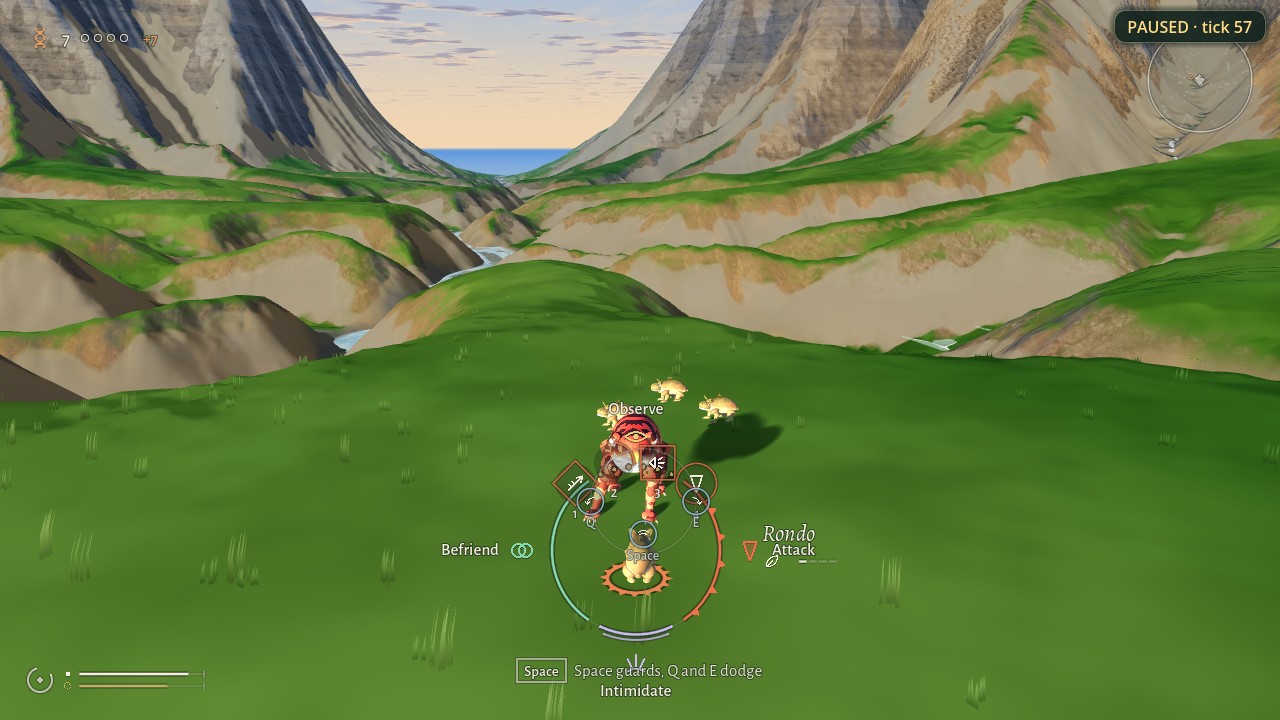 7
+7
PAUSED · tick 57
Observe
1
2
3
Q
E
Space
Befriend
Rondo
Attack
Space Space guards, Q and E dodge
Intimidate